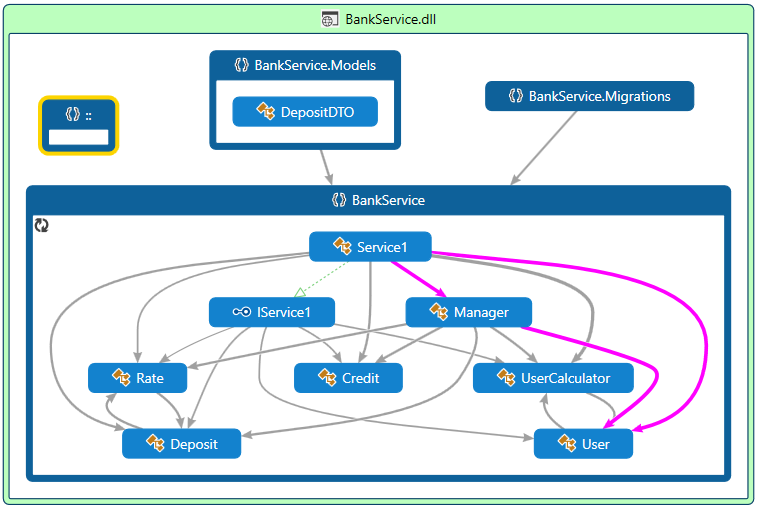 BankService.dll
BankService.Models
::
DepositDTO
BankService.Migrations
BankService
Service1
IService1
Manager
Rate
Credit
UserCalculator
Deposit
User